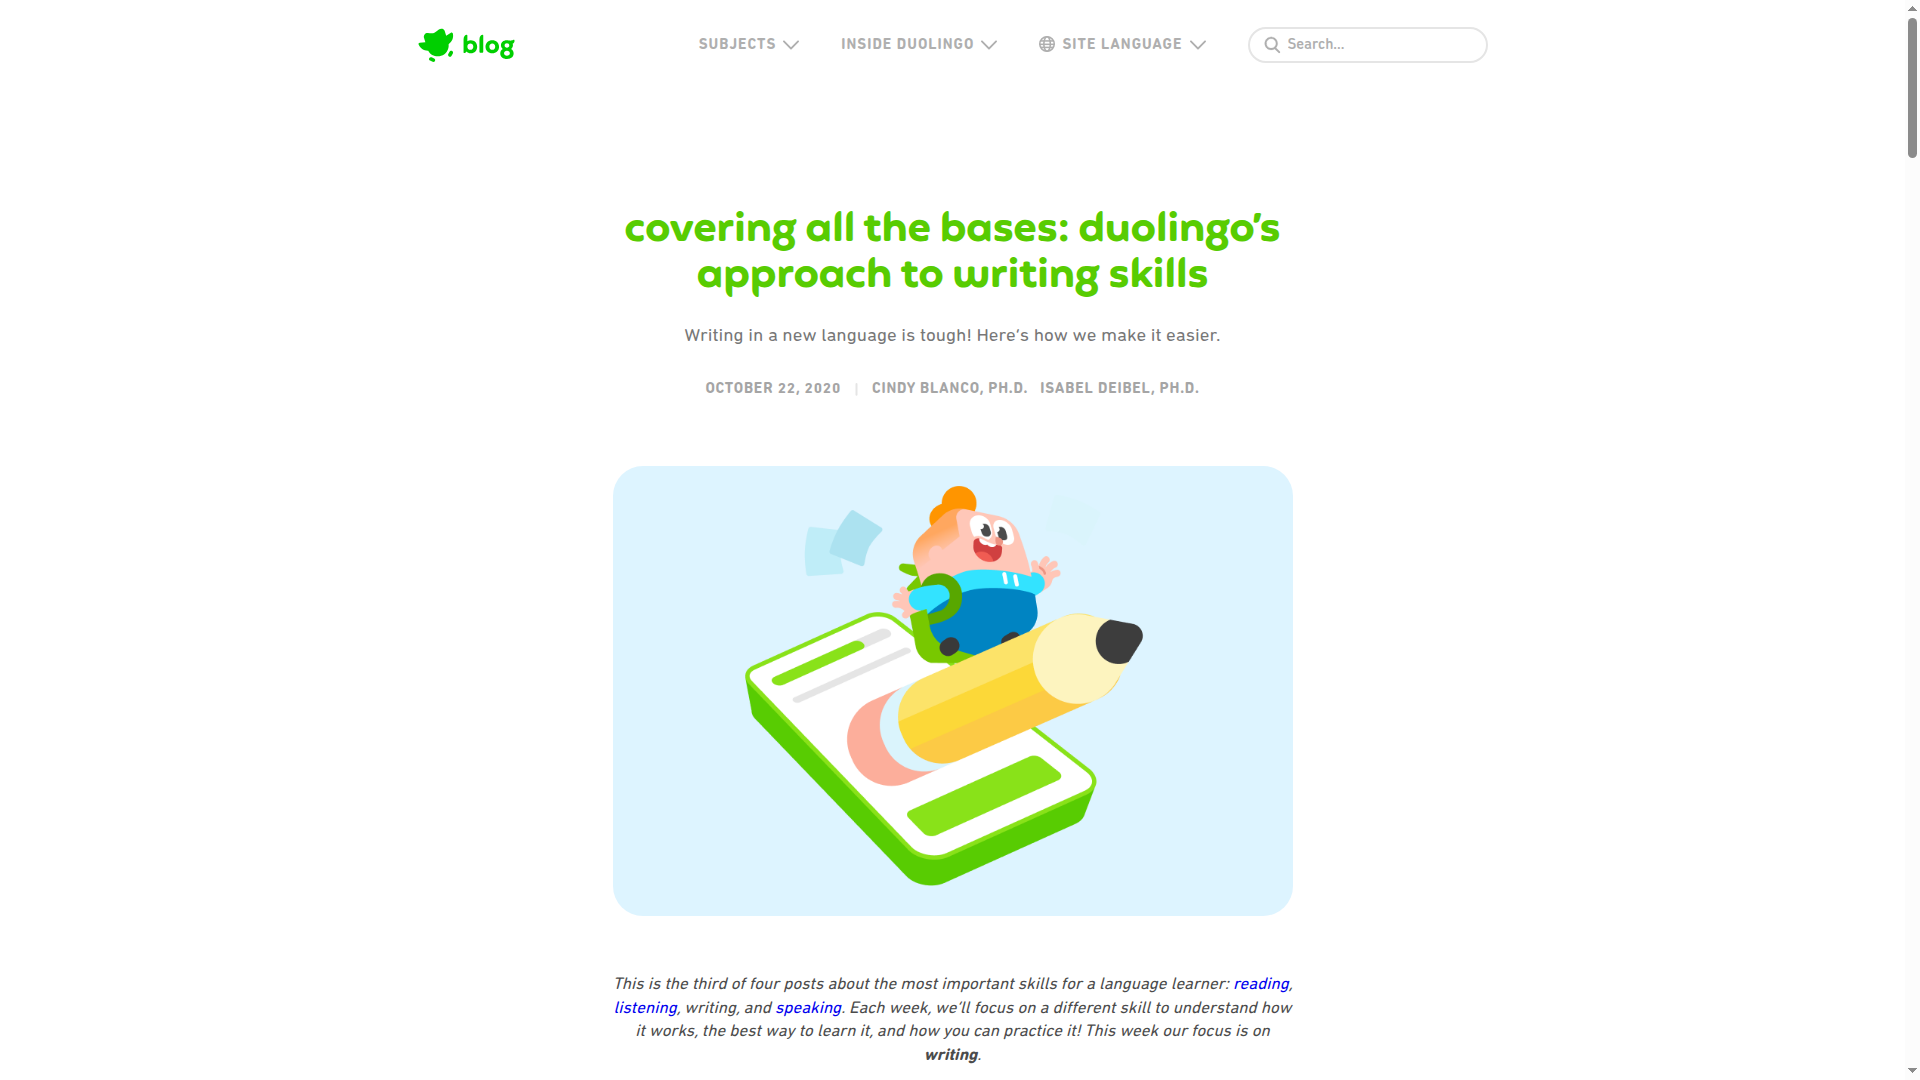 blog
SUBJECTS
INSIDE DUOLINGO
SITE LANGUAGE
Search...
covering all the bases: duolingo's
approach to writing skills
Writing in a new language is tough! Here's how we make it easier.
OCTOBER 22, 2020 | CINDY BLANCO, PH.D. ISABEL DEIBEL, PH.D.
This is the third of four posts about the most important skills for a language learner: reading,
listening, writing, and speaking. Each week, we'll focus on a different skill to understand how
it works, the best way to learn it, and how you can practice it! This week our focus is on
writing.